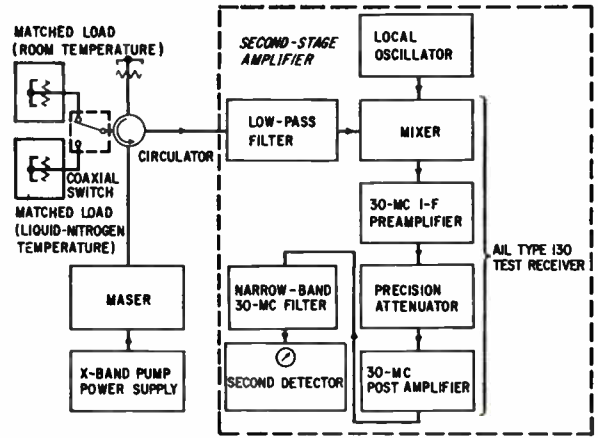 MATCHED LOAD
(ROOM TEMPERATURE)
SECOND-STAGE
AMPLIFIER
LOCAL
OSCILLATOR
LOW-PASS
FILTER
MIXER
CIRCULATOR
COAXIAL
SWITCH
MATCHED LOAD
(LIQUID-NITROGEN
TEMPERATURE)
30-MC I-F
PREAMPLIFIER
AIL TYPE 130
TEST RECEIVER
MASER
NARROW-BAND
30-MC FILTER
PRECISION
ATTENUATOR
X-BAND PUMP
POWER SUPPLY
SECOND DETECTOR
30-MC
POST AMPLIFIER